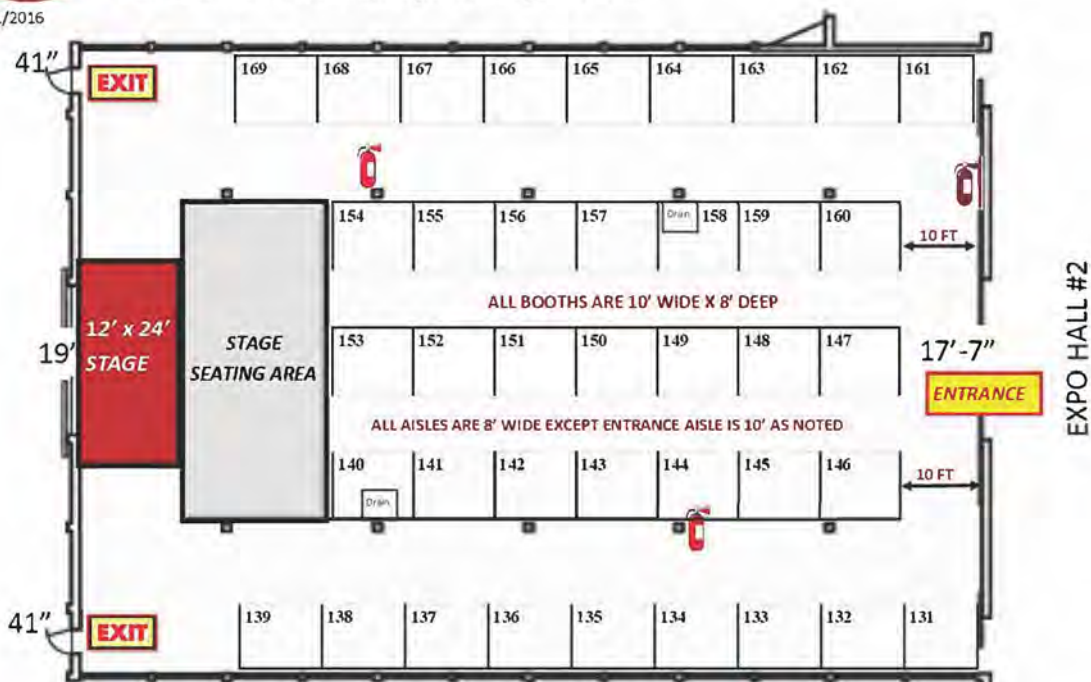 /2016
41”
EXIT
169 168 167 166 165 164 163 162 161
154 155 156 157 Drain 158 159 160
10 FT
ALL BOOTHS ARE 10’ WIDE X 8’ DEEP
12’ x 24’
STAGE
19’
STAGE
SEATING AREA
153 152 151 150 149 148 147
17’-7”
ENTRANCE
EXPO HALL #2
ALL AISLES ARE 8’ WIDE EXCEPT ENTRANCE AISLE IS 10’ AS NOTED
140 141 142 143 144 145 146
Drain
10 FT
139 138 137 136 135 134 133 132 131
41”
EXIT